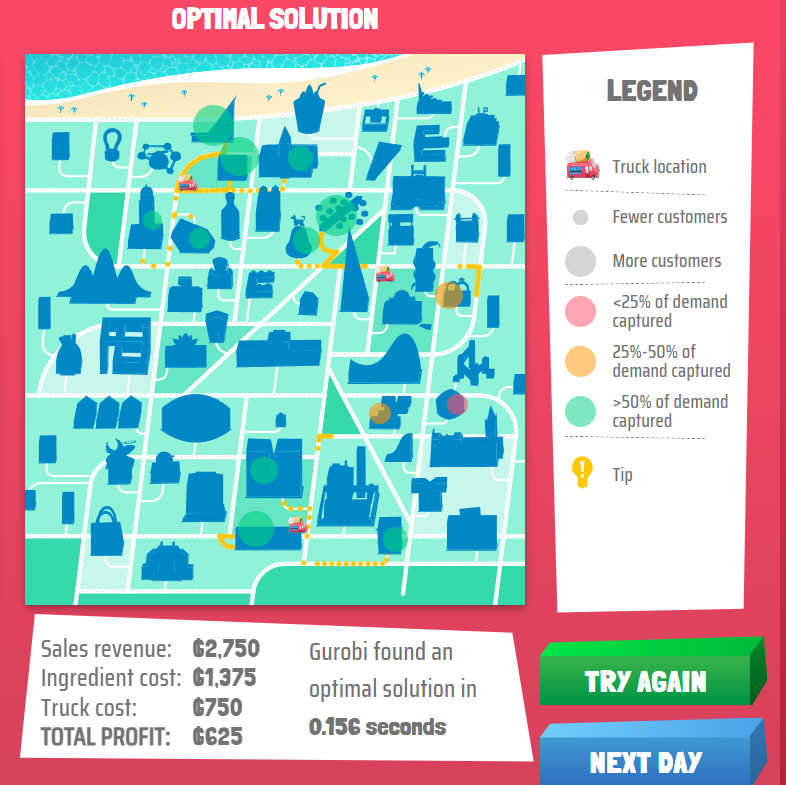 OPTIMAL SOLUTION
LEGEND
Truck location
Fewer customers
More customers
<25% of demand
captured
25%-50% of
demand captured
>50% of demand
captured
Tip
Sales revenue: ₲2,750
Ingredient cost: ₲1,375
Truck cost: ₲750
TOTAL PROFIT: ₲625
Gurobi found an
optimal solution in
0.156 seconds
TRY AGAIN
NEXT DAY